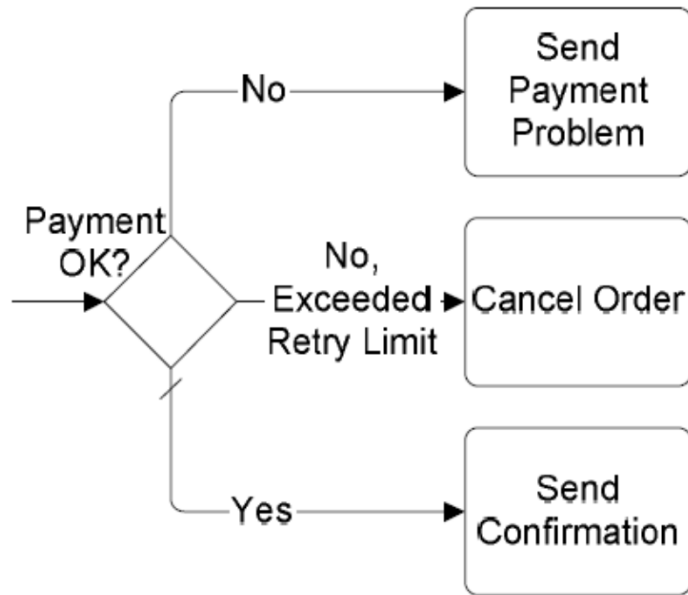 No
Send
Payment
Problem
Payment
OK?
No,
Exceeded
Retry Limit
Cancel Order
Yes
Send
Confirmation